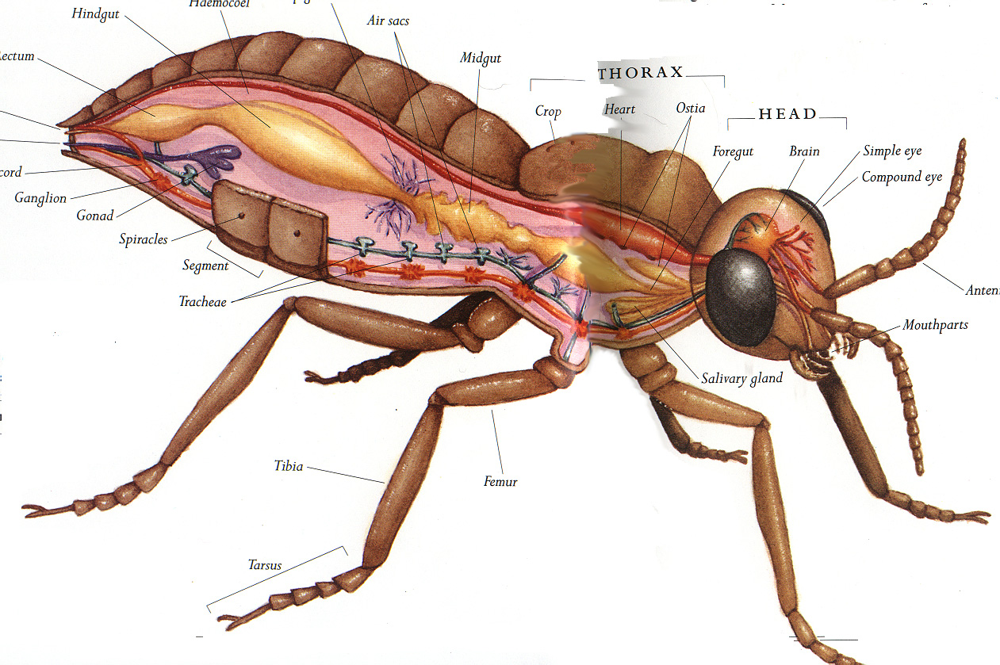 Haemocoel
Hindgut
Air sacs
Midgut
THORAX
Crop
Heart
Ostia
HEAD
Foregut
Brain
Simple eye
Compound eye
ectum
cord
Ganglion
Gonad
Spiracles
Segment
Tracheae
Anten
Mouthparts
Salivary gland
Tibia
Femur
Tarsus